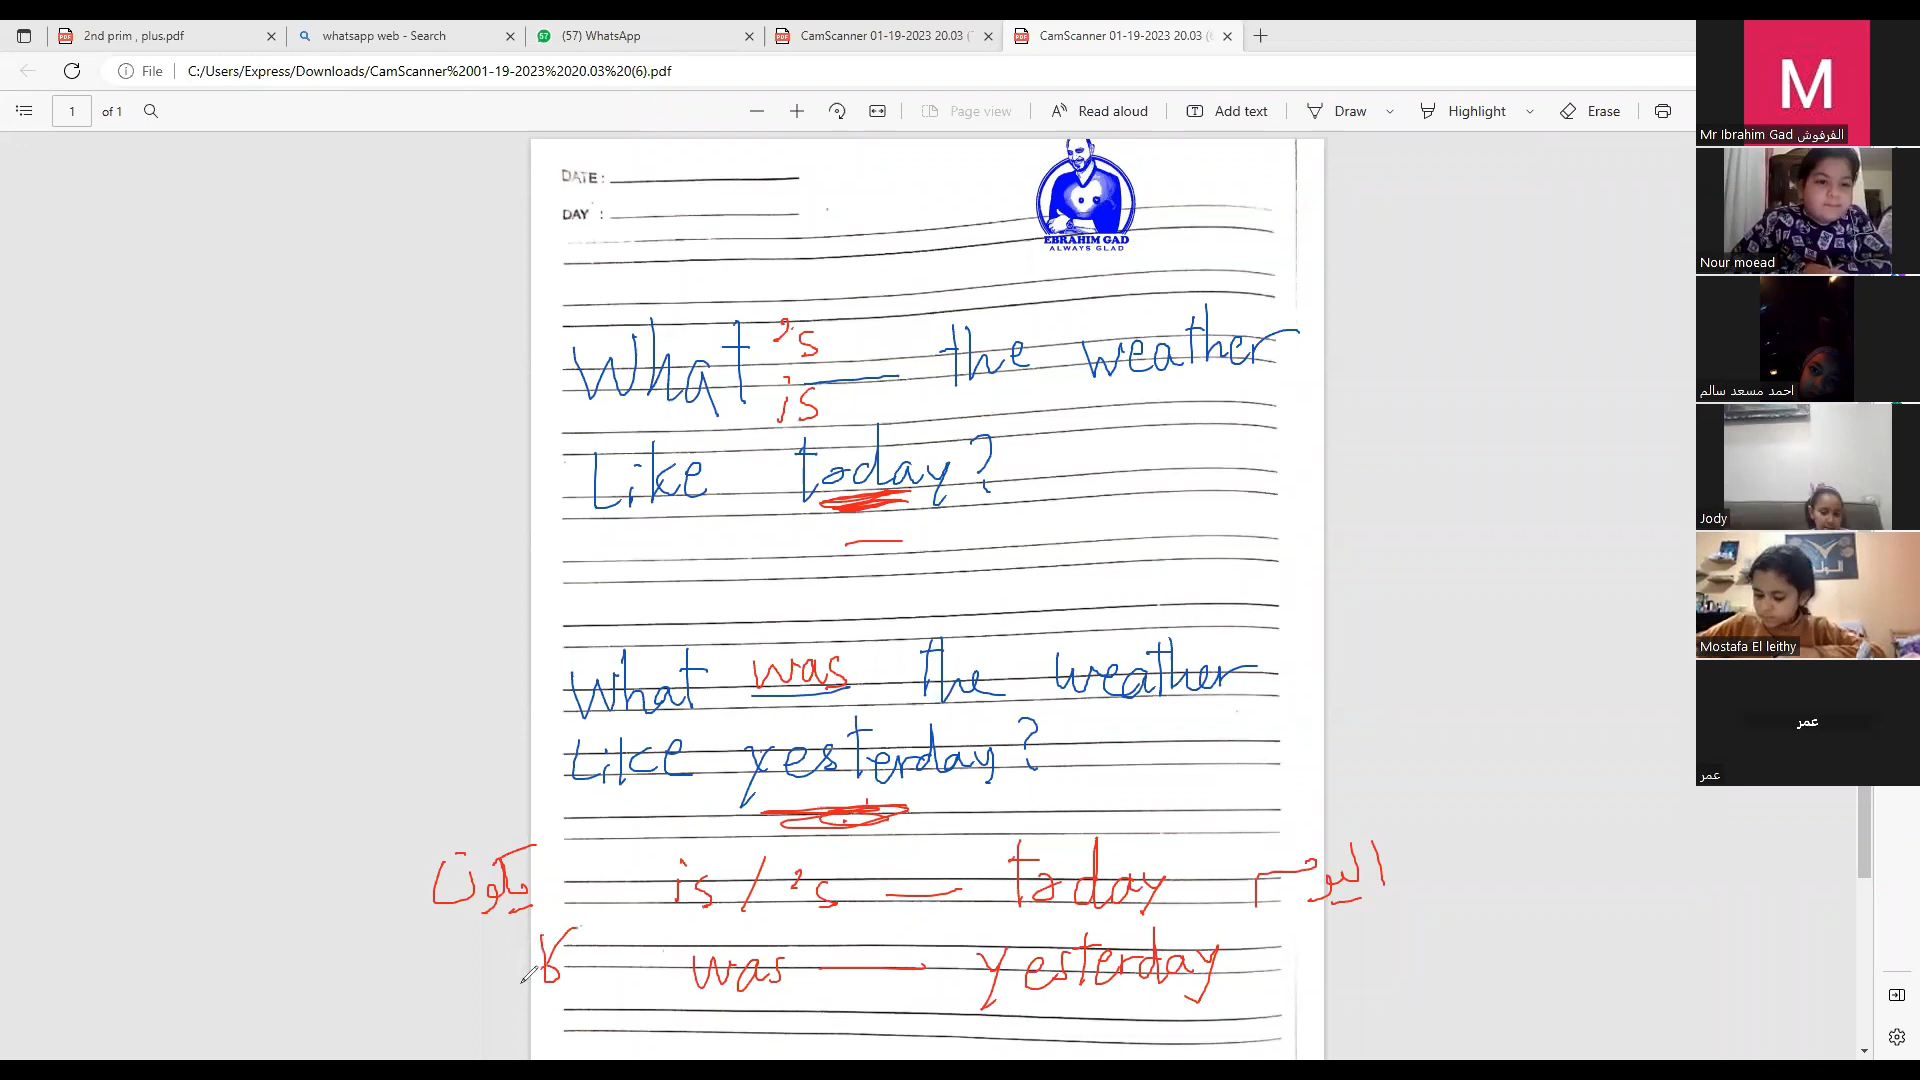 2nd prim , plus.pdf
whatsapp web - Search
(57) WhatsApp
CamScanner 01-19-2023 20.03 (
CamScanner 01-19-2023 20.03 (
File C:/Users/Express/Downloads/CamScanner%2001-19-2023%2020.03%20(6).pdf
1 of 1 Page view Read aloud Add text Draw Highlight Erase
DATE:
DAY :
EBRAHIM GAD
ALWAYS GLAD
What 's the weather
is
Like today?
What was the weather
Like yesterday?
يكون is / 's — today اليوم
كا was — yesterday
M
Mr Ibrahim Gad الفرفوش
Nour moead
احمد مسعد سالم
Jody
Mostafa El leithy
عمر
عمر